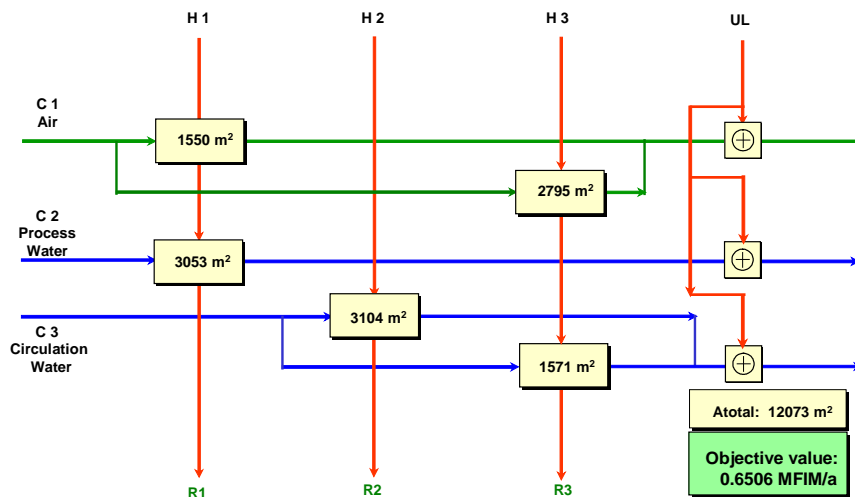 H 1
H 2
H 3
UL
C 1
Air
1550 m²
2795 m²
C 2
Process
Water
3053 m²
3104 m²
C 3
Circulation
Water
1571 m²
Atotal: 12073 m²
Objective value:
0.6506 MFIM/a
R1
R2
R3